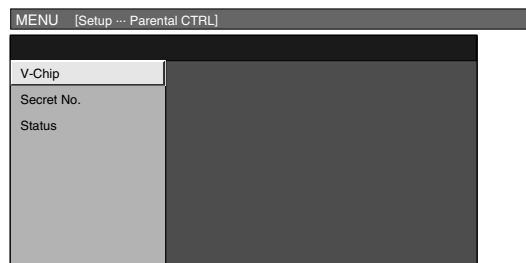 MENU [Setup ··· Parental CTRL]
V-Chip
Secret No.
Status